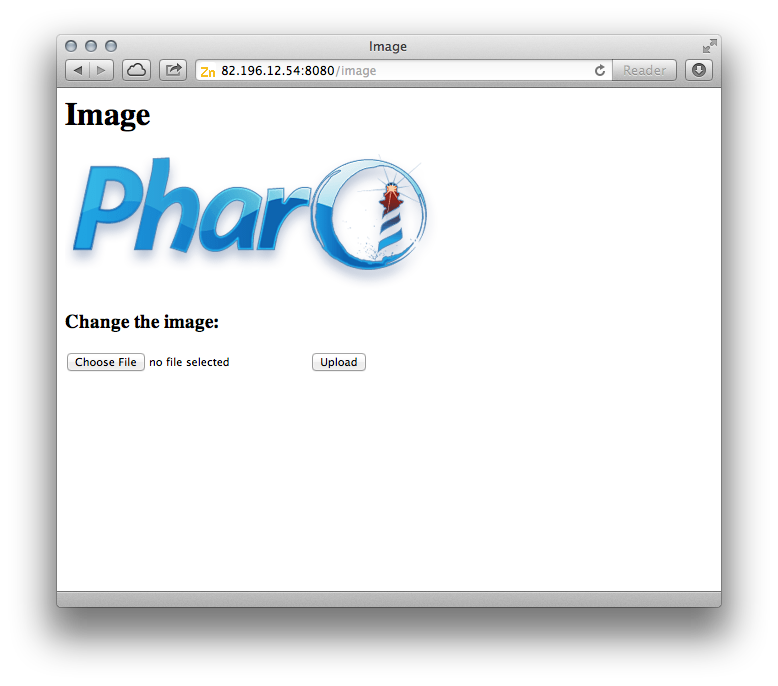 Image
Zn 82.196.12.54:8080/image Reader
Image
Pharo
Change the image:
Choose File no file selected Upload